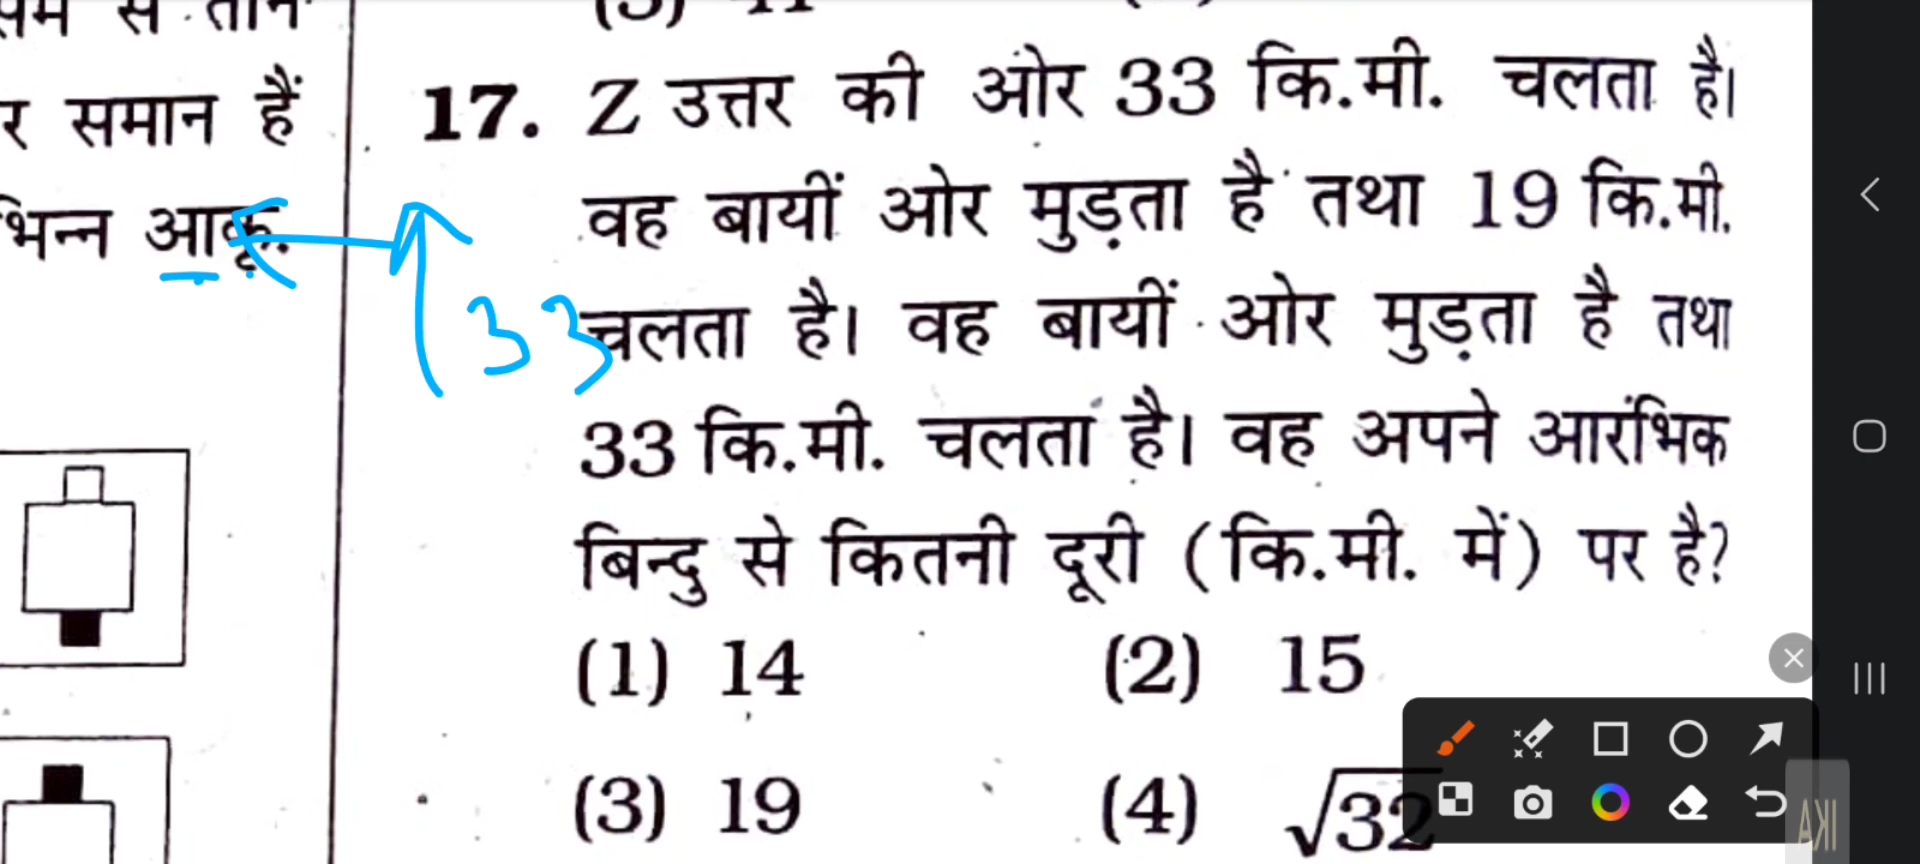 र समान हैं
भिन्न आकृ.
17. Z उत्तर की ओर 33 कि.मी. चलता है।
वह बायीं ओर मुड़ता है तथा 19 कि.मी.
चलता है। वह बायीं ओर मुड़ता है तथा
33 कि.मी. चलता है। वह अपने आरंभिक
बिन्दु से कितनी दूरी (कि.मी. में) पर है?
(1) 14 (2) 15
(3) 19 (4) √32
33